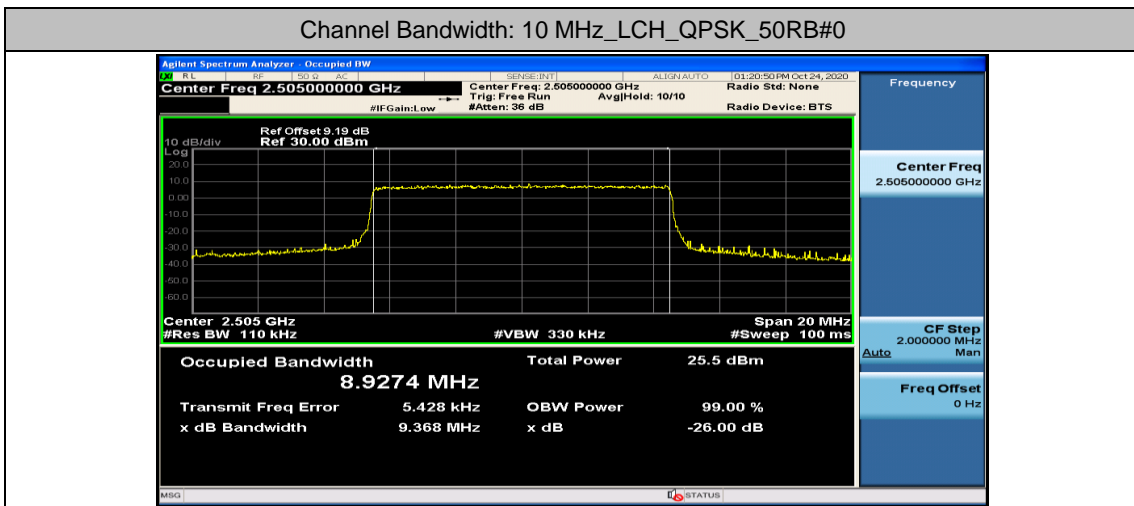 Channel Bandwidth: 10 MHz_LCH_QPSK_50RB#0
Agilent Spectrum Analyzer - Occupied BW
LXI RL RF 50 Ω AC SENSE:INT ALIGNAUTO 01:20:50PM Oct 24, 2020
Center Freq 2.505000000 GHz
Center Freq: 2.505000000 GHz
Radio Std: None
Trig: Free Run Avg|Hold: 10/10
#IFGain:Low #Atten: 36 dB Radio Device: BTS
Ref Offset 9.19 dB
10 dB/div Ref 30.00 dBm
Log
20.0
10.0
0.00
-10.0
-20.0
-30.0
-40.0
-50.0
-60.0
Center 2.505 GHz Span 20 MHz
#Res BW 110 kHz #VBW 330 kHz #Sweep 100 ms
Occupied Bandwidth Total Power 25.5 dBm
8.9274 MHz
Transmit Freq Error 5.428 kHz OBW Power 99.00 %
x dB Bandwidth 9.368 MHz x dB -26.00 dB
Frequency
Center Freq
2.505000000 GHz
CF Step
2.000000 MHz
Auto Man
Freq Offset
0 Hz
MSG STATUS